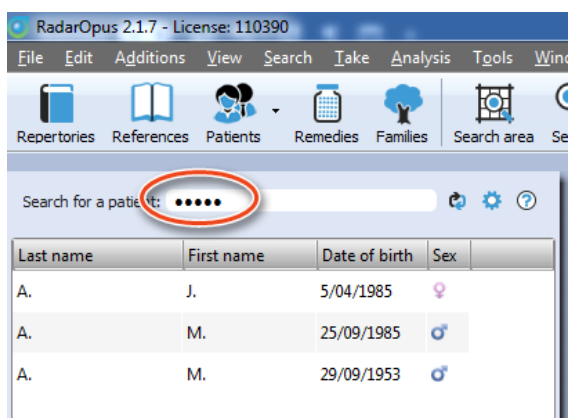 RadarOpus 2.1.7 - License: 110390
File Edit Additions View Search Take Analysis Tools
Repertories References Patients Remedies Families Search area
Search for a patient: •••••
Last name First name Date of birth Sex
A. J. 5/04/1985 ♀
A. M. 25/09/1985 ♂
A. M. 29/09/1953 ♂